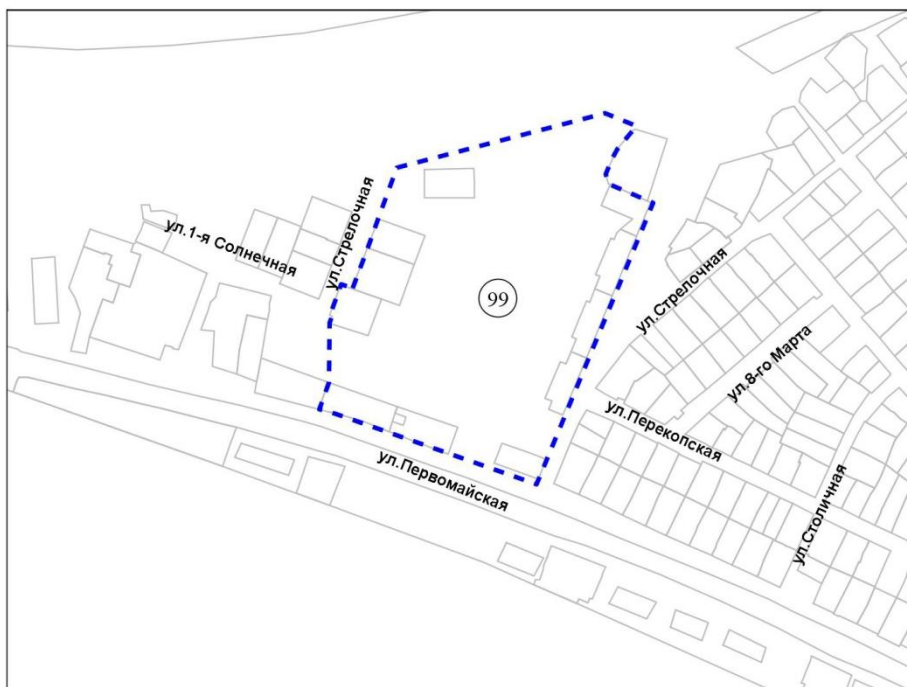 ул.Стрелочная
ул.1-я Солнечная
99
ул.Стрелочная
ул.8-го Марта
ул.Перекопская
ул.Первомайская
ул.Столичная